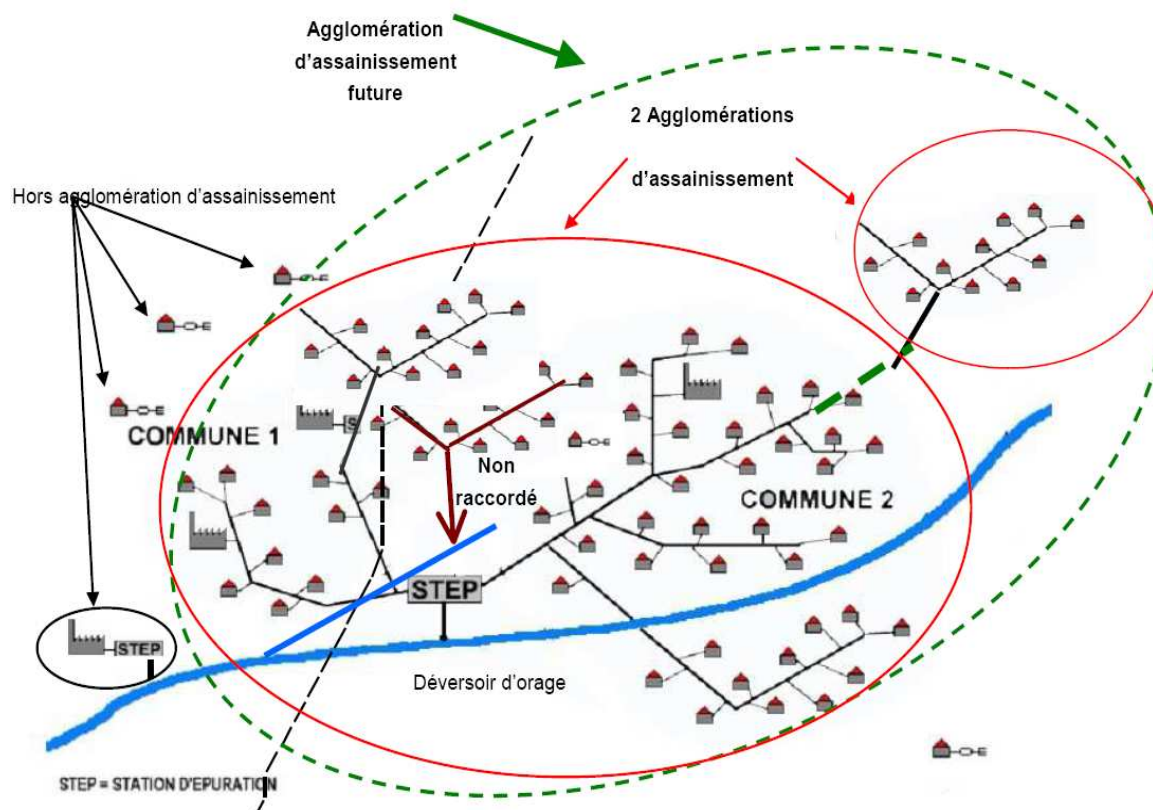 Agglomération
d'assainissement
future
2 Agglomérations
d'assainissement
Hors agglomération d'assainissement
COMMUNE 1
S
Non
raccordé
COMMUNE 2
STEP
STEP
Déversoir d'orage
STEP = STATION D'EPURATION